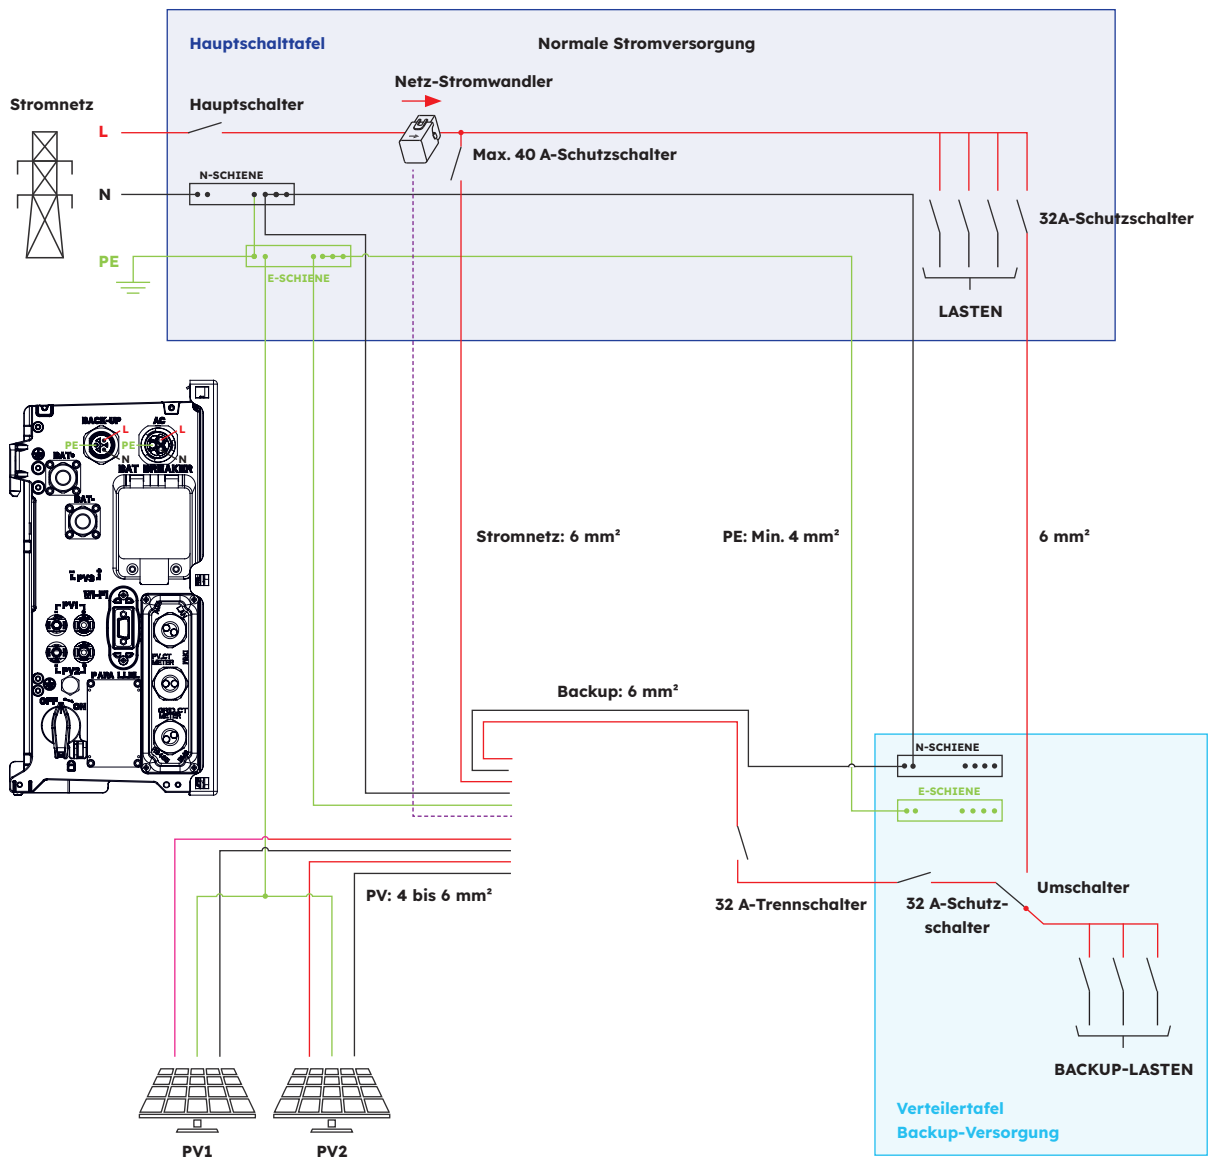 Hauptschalttafel
Normale Stromversorgung
Netz-Stromwandler
Stromnetz
Hauptschalter
L
Max. 40 A-Schutzschalter
N-SCHIENE
N
32A-Schutzschalter
PE
E-SCHIENE
LASTEN
BACK-UP
AC
L
L
PE
PE
N
N
BAT+
BAT BREAKER
BAT-
Stromnetz: 6 mm²
PE: Min. 4 mm²
6 mm²
PV3
WI-FI
PV1
PV.CT
METER
PV2
PARALLEL
OFF
ON
GRID.CT
METER
Backup: 6 mm²
N-SCHIENE
E-SCHIENE
PV: 4 bis 6 mm²
32 A-Trennschalter
32 A-Schutz-
schalter
Umschalter
BACKUP-LASTEN
Verteilertafel
Backup-Versorgung
PV1
PV2